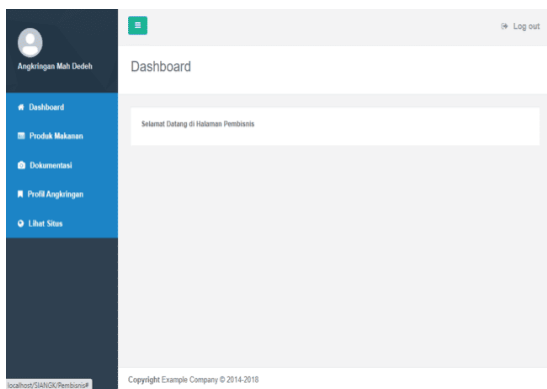 Log out
Angkringan Mah Dedeh
Dashboard
Dashboard
Produk Makanan
Dokumentasi
Profil Angkringan
Lihat Situs
Selamat Datang di Halaman Pembisnis
localhost/SIANGK/Pembisnis#
Copyright Example Company © 2014-2018